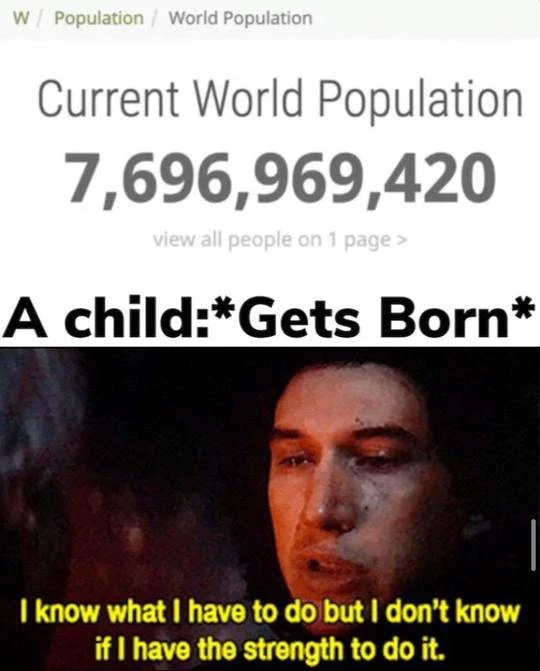 W / Population / World Population
Current World Population
7,696,969,420
view all people on 1 page >
A child:*Gets Born*
I know what I have to do but I don't know
if I have the strength to do it.